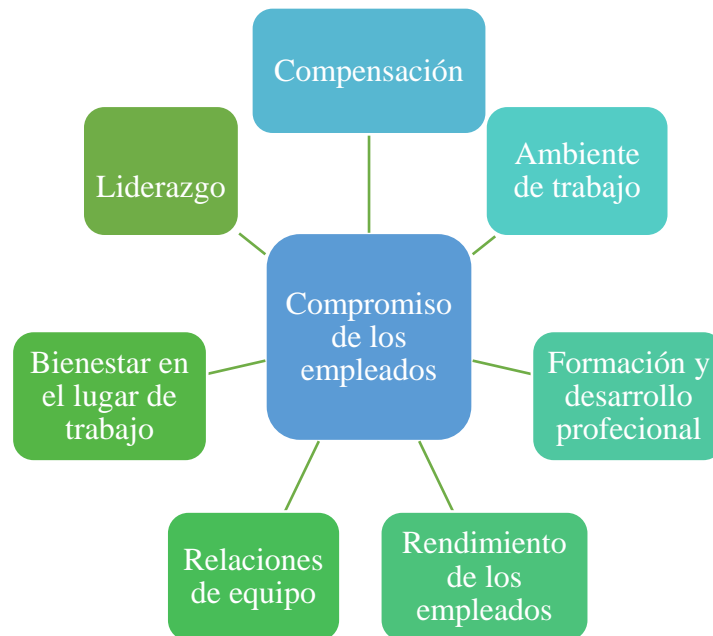 Compensación
Liderazgo
Ambiente
de trabajo
Compromiso
de los
empleados
Bienestar en
el lugar de
trabajo
Formación y
desarrollo
profecional
Relaciones
de equipo
Rendimiento
de los
empleados